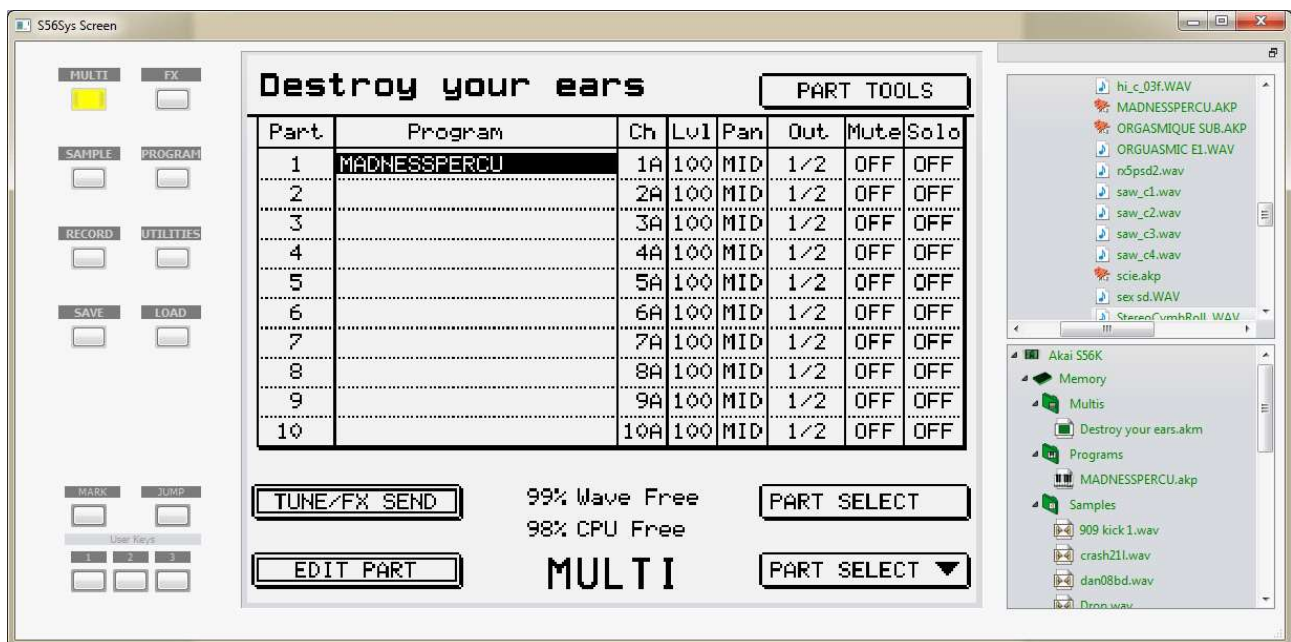 S56Sys Screen
MULTI FX
SAMPLE PROGRAM
RECORD UTILITIES
SAVE LOAD
MARK JUMP
User Keys
1 2 3
Destroy your ears
PART TOOLS
Part Program Ch Lvl Pan Out Mute Solo
1 MADNESSPERCU 1A 100 MID 1/2 OFF OFF
2 2A 100 MID 1/2 OFF OFF
3 3A 100 MID 1/2 OFF OFF
4 4A 100 MID 1/2 OFF OFF
5 5A 100 MID 1/2 OFF OFF
6 6A 100 MID 1/2 OFF OFF
7 7A 100 MID 1/2 OFF OFF
8 8A 100 MID 1/2 OFF OFF
9 9A 100 MID 1/2 OFF OFF
10 10A 100 MID 1/2 OFF OFF
TUNE/FX SEND
99% Wave Free
PART SELECT
98% CPU Free
EDIT PART
MULTI
PART SELECT
hi_c_03f.WAV
MADNESSPERCU.AKP
ORGASMIQUE SUB.AKP
ORGUASMIC E1.WAV
n5psd2.wav
saw_c1.wav
saw_c2.wav
saw_c3.wav
saw_c4.wav
scie.akp
sex sd.WAV
StereoCymbRoll.WAV
Akai S56K
Memory
Multis
Destroy your ears.akm
Programs
MADNESSPERCU.akp
Samples
909 kick 1.wav
crash21l.wav
dan08bd.wav
Drop.wav